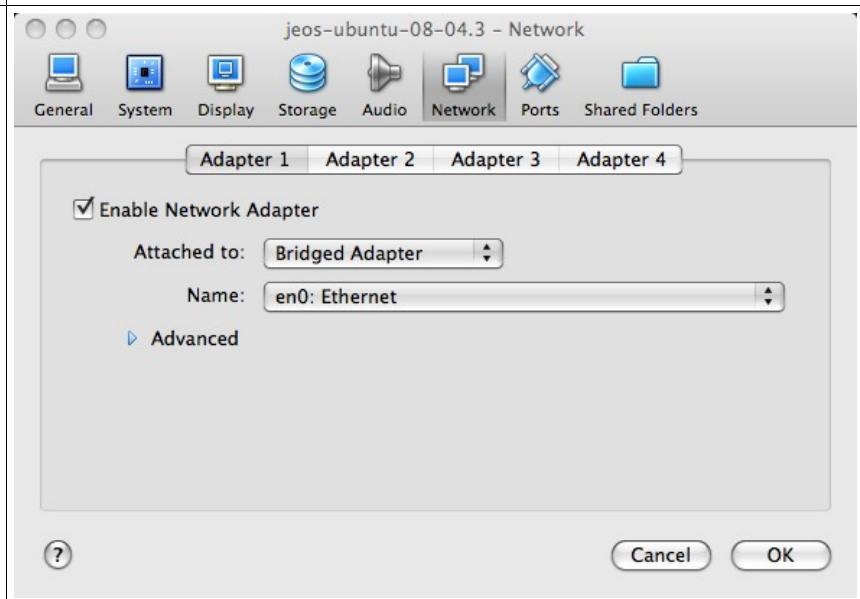 jeos-ubuntu-08-04.3 – Network
General System Display Storage Audio Network Ports Shared Folders
Adapter 1 Adapter 2 Adapter 3 Adapter 4
Enable Network Adapter
Attached to: Bridged Adapter
Name: en0: Ethernet
Advanced
? Cancel OK